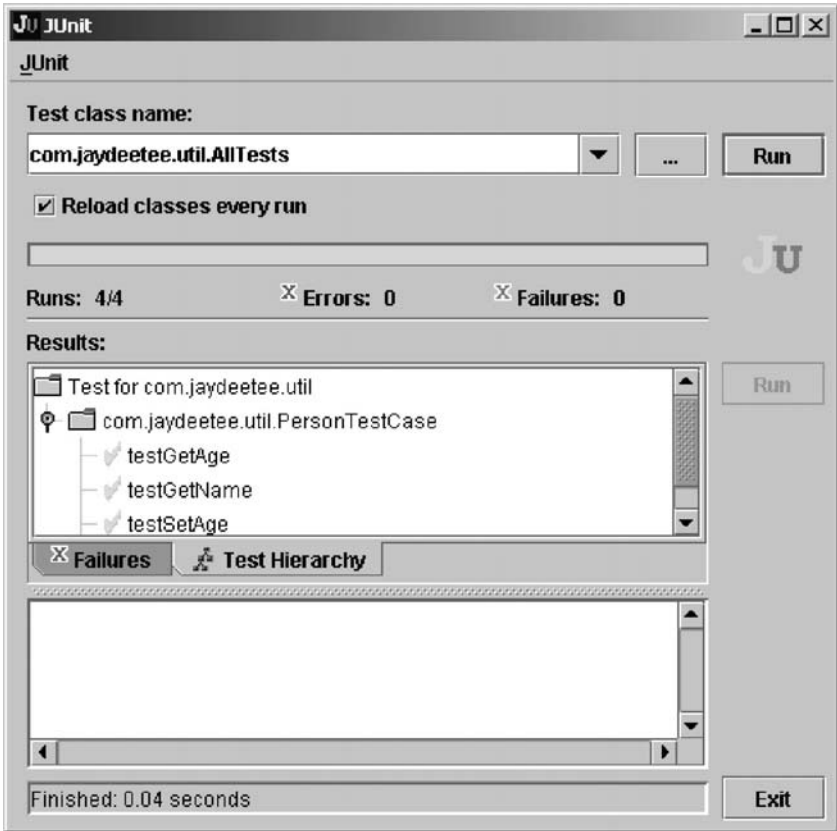 JU JUnit
JUnit
Test class name:
com.jaydeetee.util.AllTests
...
Run
Reload classes every run
JU
Runs: 4/4
X Errors: 0
X Failures: 0
Results:
Test for com.jaydeetee.util
Run
com.jaydeetee.util.PersonTestCase
testGetAge
testGetName
testSetAge
X Failures
Test Hierarchy
Finished: 0.04 seconds
Exit